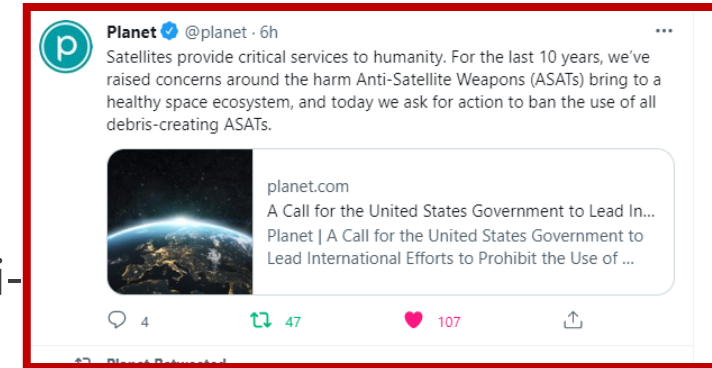 Planet @planet · 6h
Satellites provide critical services to humanity. For the last 10 years, we've
raised concerns around the harm Anti-Satellite Weapons (ASATs) bring to a
healthy space ecosystem, and today we ask for action to ban the use of all
debris-creating ASATs.
planet.com
A Call for the United States Government to Lead In...
Planet | A Call for the United States Government to
Lead International Efforts to Prohibit the Use of ...
i-
4 47 107
Planet Retweeted